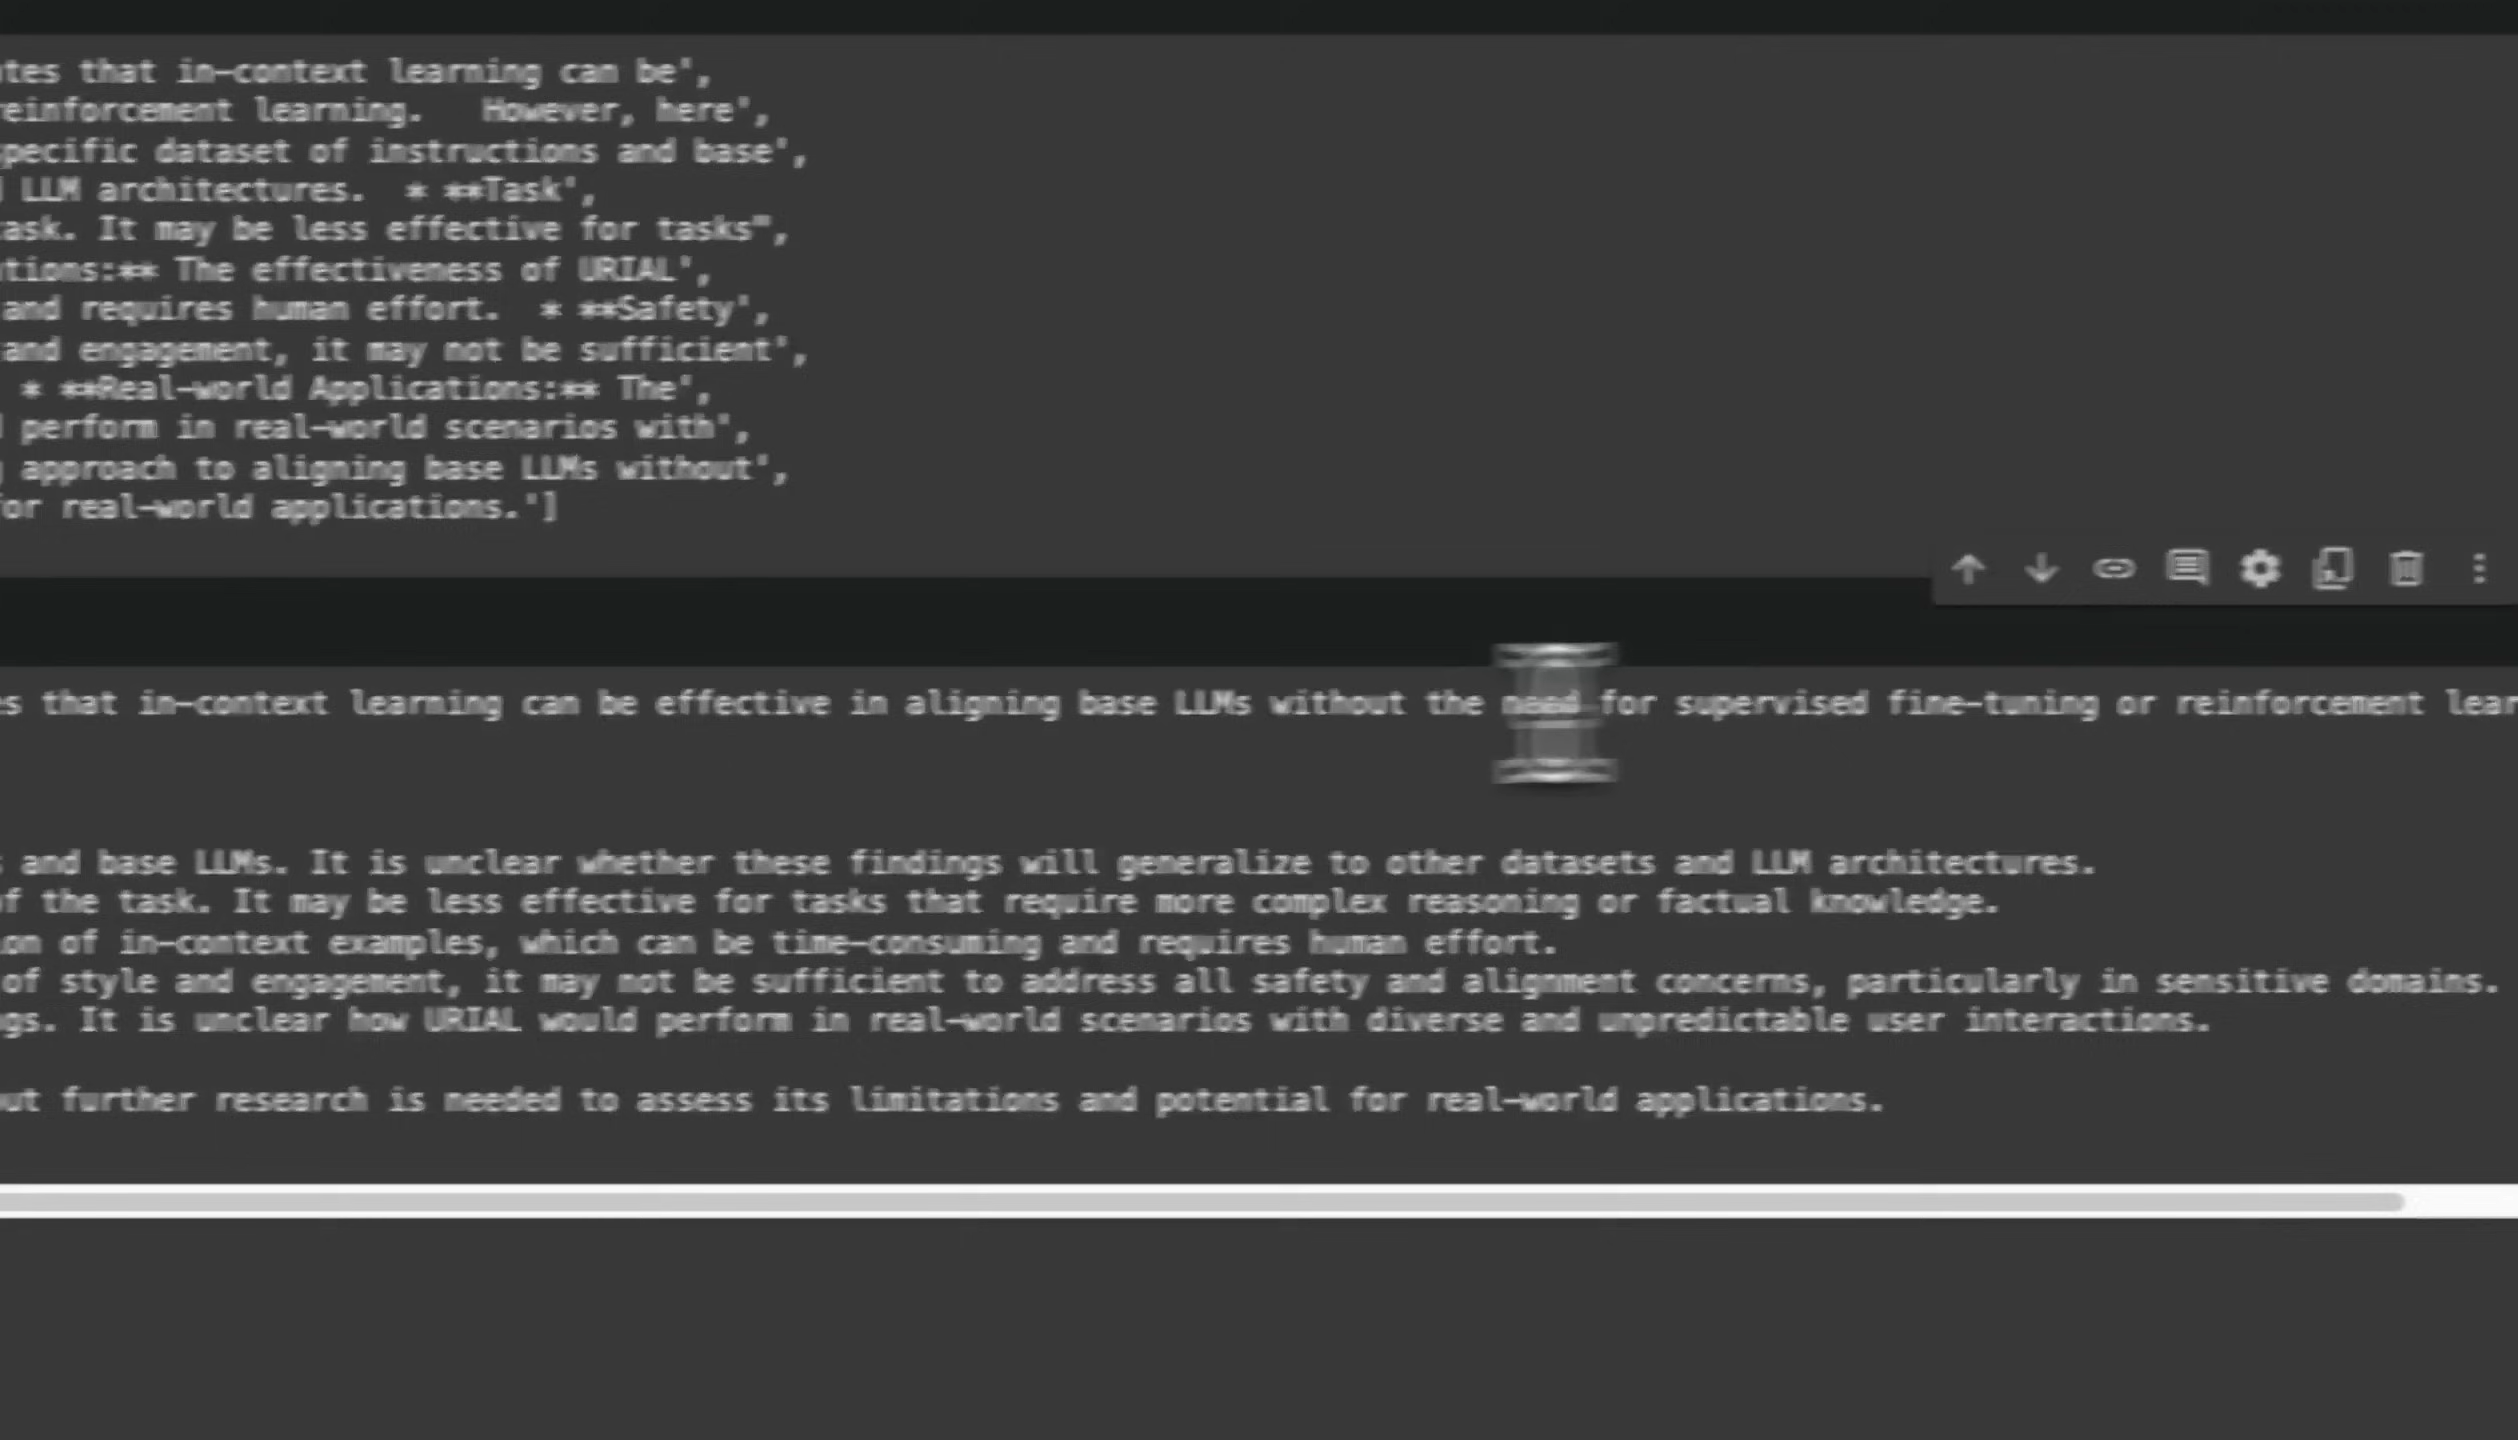 tes that in-context learning can be',
einforcement learning.   However, here',
pecific dataset of instructions and base',
LLM architectures.  * **Task',
ask. It may be less effective for tasks",
tions:** The effectiveness of URIAL',
and requires human effort.  * **Safety',
and engagement, it may not be sufficient',
* **Real-world Applications:** The',
perform in real-world scenarios with',
approach to aligning base LLMs without',
or real-world applications.']
s that in-context learning can be effective in aligning base LLMs without the need for supervised fine-tuning or reinforcement lear
and base LLMs. It is unclear whether these findings will generalize to other datasets and LLM architectures.
of the task. It may be less effective for tasks that require more complex reasoning or factual knowledge.
on of in-context examples, which can be time-consuming and requires human effort.
of style and engagement, it may not be sufficient to address all safety and alignment concerns, particularly in sensitive domains.
gs. It is unclear how URIAL would perform in real-world scenarios with diverse and unpredictable user interactions.
ut further research is needed to assess its limitations and potential for real-world applications.